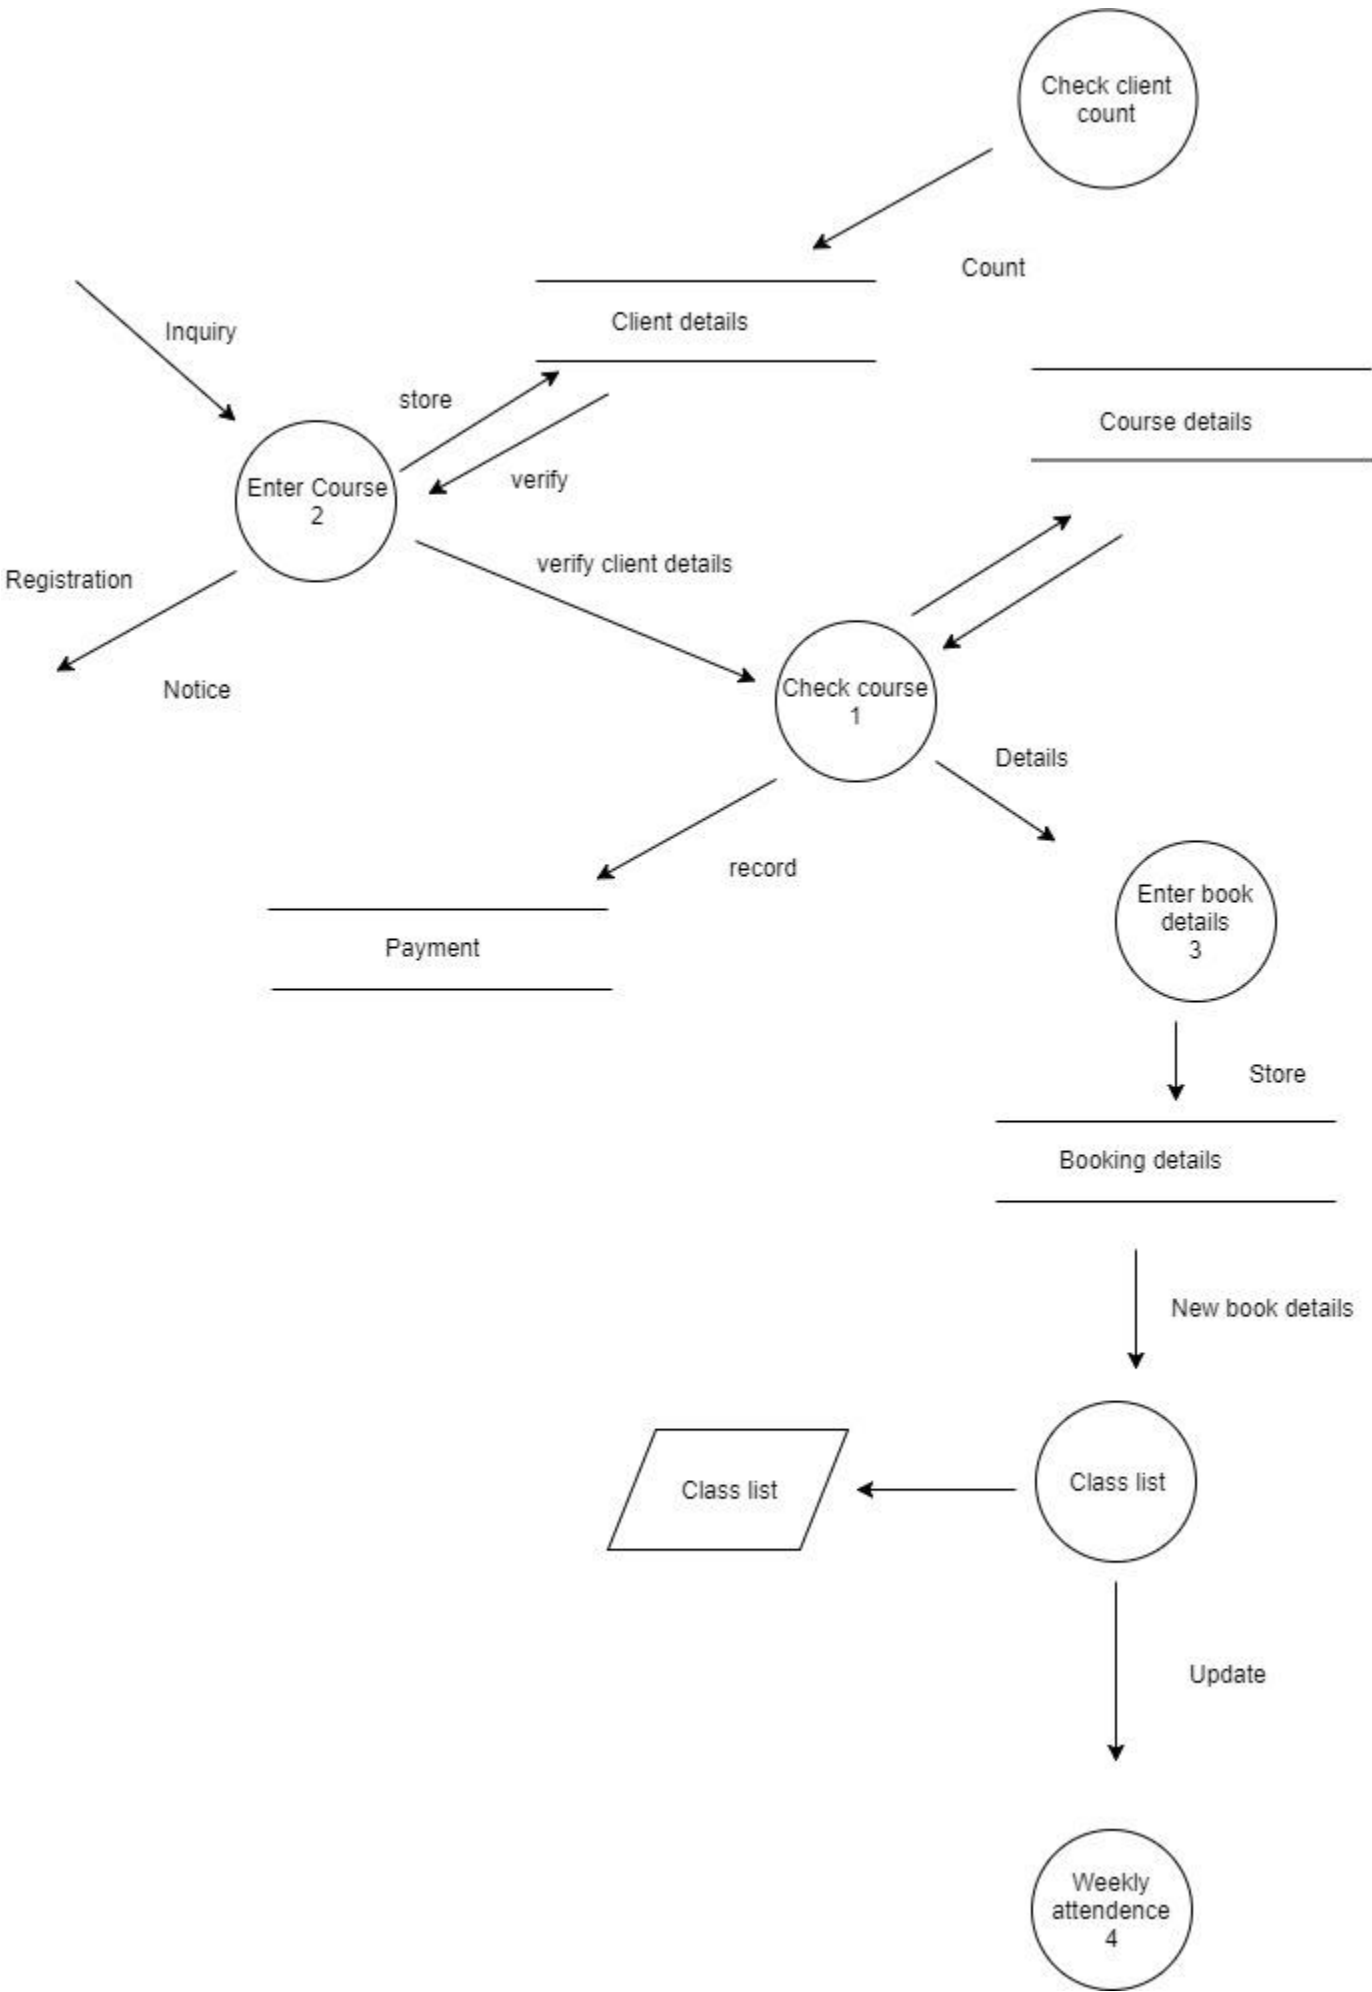 Check client
count
Count
Inquiry
Client details
store
Course details
verify
Enter Course
2
verify client details
Registration
Notice
Check course
1
Details
record
Enter book
details
3
Payment
Store
Booking details
New book details
Class list
Class list
Update
Weekly
attendence
4